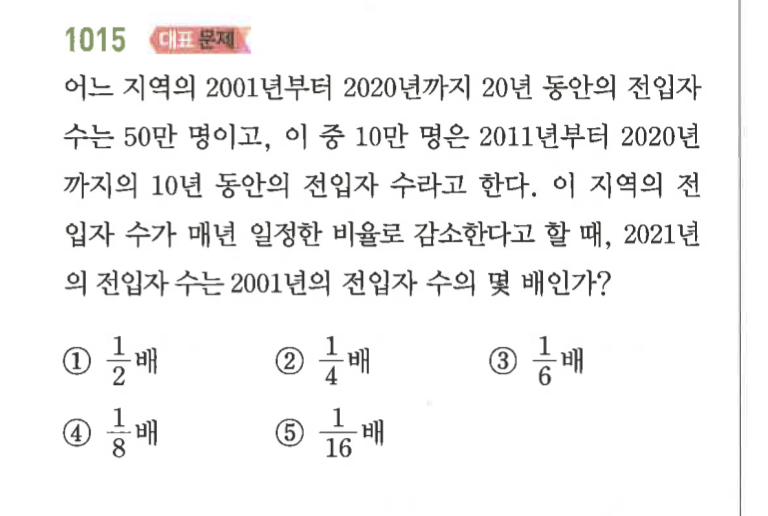 1015 대표 문제
어느 지역의 2001년부터 2020년까지 20년 동안의 전입자
수는 50만 명이고, 이 중 10만 명은 2011년부터 2020년
까지의 10년 동안의 전입자 수라고 한다. 이 지역의 전
입자 수가 매년 일정한 비율로 감소한다고 할 때, 2021년
의 전입자 수는 2001년의 전입자 수의 몇 배인가?
① 1/2배 ② 1/4배 ③ 1/6배
④ 1/8배 ⑤ 1/16배